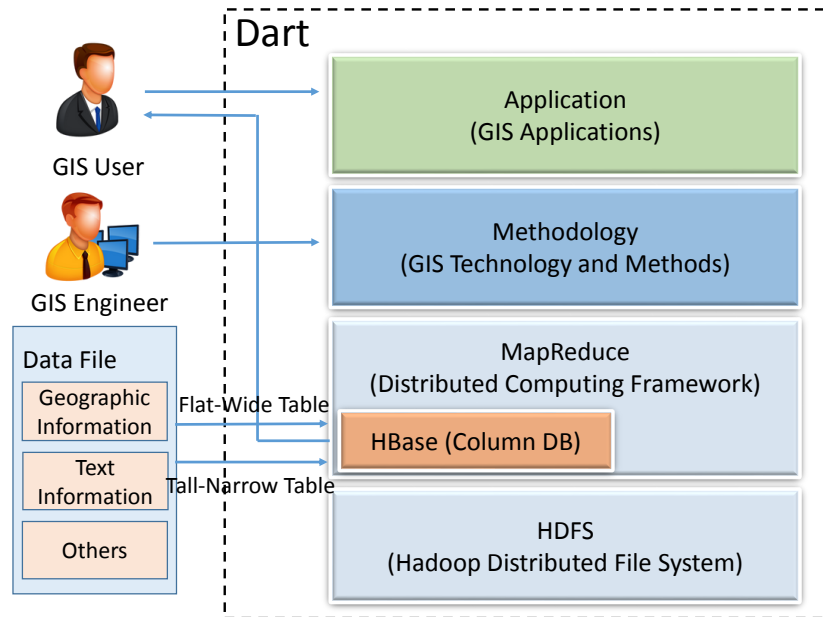 Dart
Application
(GIS Applications)
GIS User
Methodology
(GIS Technology and Methods)
GIS Engineer
Data File
Geographic
Information
Text
Information
Others
Flat-Wide Table
Tall-Narrow Table
MapReduce
(Distributed Computing Framework)
HBase (Column DB)
HDFS
(Hadoop Distributed File System)